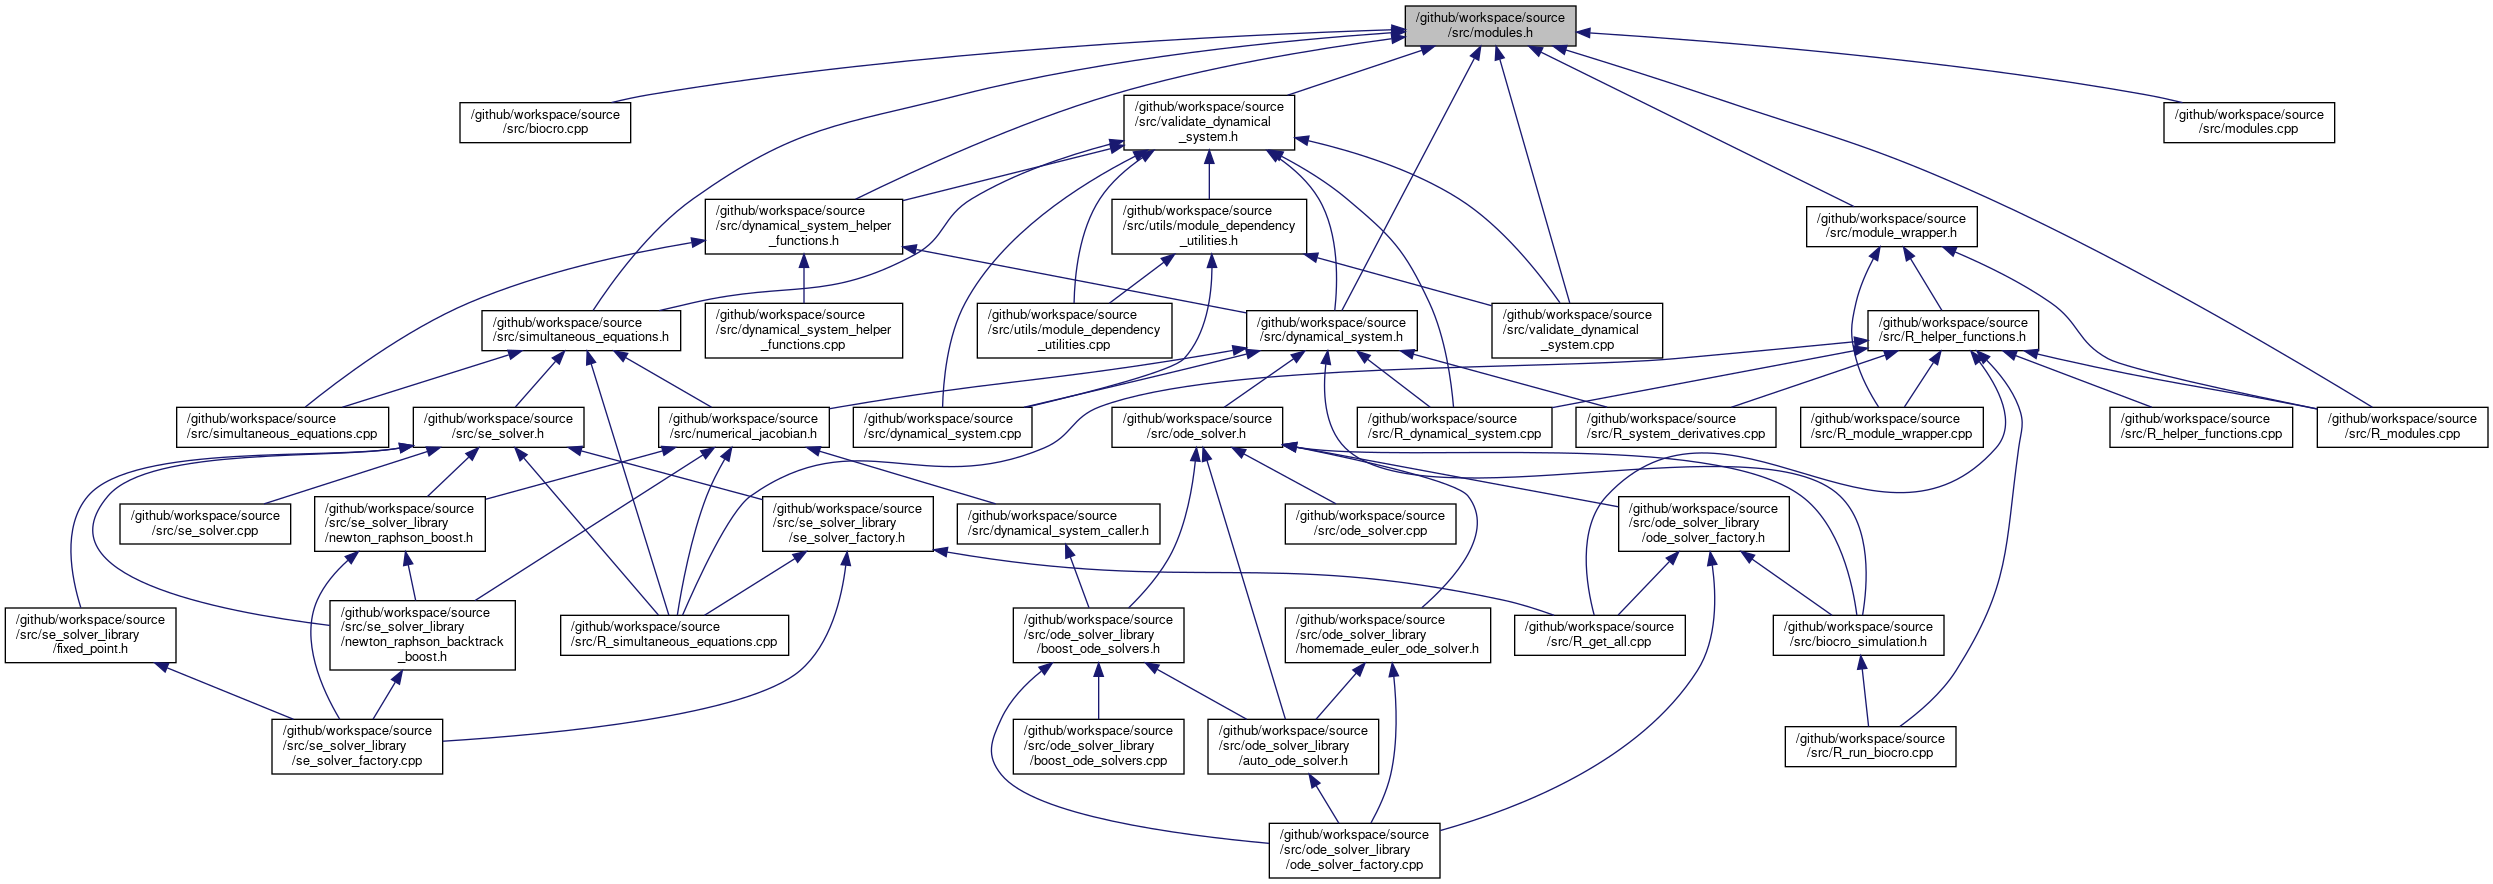 /github/workspace/source
/src/modules.h
/github/workspace/source
/src/biocro.cpp
/github/workspace/source
/src/validate_dynamical
_system.h
/github/workspace/source
/src/modules.cpp
/github/workspace/source
/src/dynamical_system_helper
_functions.h
/github/workspace/source
/src/utils/module_dependency
_utilities.h
/github/workspace/source
/src/module_wrapper.h
/github/workspace/source
/src/simultaneous_equations.h
/github/workspace/source
/src/dynamical_system_helper
_functions.cpp
/github/workspace/source
/src/utils/module_dependency
_utilities.cpp
/github/workspace/source
/src/dynamical_system.h
/github/workspace/source
/src/validate_dynamical
_system.cpp
/github/workspace/source
/src/R_helper_functions.h
/github/workspace/source
/src/simultaneous_equations.cpp
/github/workspace/source
/src/se_solver.h
/github/workspace/source
/src/numerical_jacobian.h
/github/workspace/source
/src/dynamical_system.cpp
/github/workspace/source
/src/ode_solver.h
/github/workspace/source
/src/R_dynamical_system.cpp
/github/workspace/source
/src/R_system_derivatives.cpp
/github/workspace/source
/src/R_module_wrapper.cpp
/github/workspace/source
/src/R_helper_functions.cpp
/github/workspace/source
/src/R_modules.cpp
/github/workspace/source
/src/se_solver.cpp
/github/workspace/source
/src/se_solver_library
/newton_raphson_boost.h
/github/workspace/source
/src/se_solver_library
/se_solver_factory.h
/github/workspace/source
/src/dynamical_system_caller.h
/github/workspace/source
/src/ode_solver.cpp
/github/workspace/source
/src/ode_solver_library
/ode_solver_factory.h
/github/workspace/source
/src/se_solver_library
/fixed_point.h
/github/workspace/source
/src/se_solver_library
/newton_raphson_backtrack
_boost.h
/github/workspace/source
/src/R_simultaneous_equations.cpp
/github/workspace/source
/src/ode_solver_library
/boost_ode_solvers.h
/github/workspace/source
/src/ode_solver_library
/homemade_euler_ode_solver.h
/github/workspace/source
/src/R_get_all.cpp
/github/workspace/source
/src/biocro_simulation.h
/github/workspace/source
/src/se_solver_library
/se_solver_factory.cpp
/github/workspace/source
/src/ode_solver_library
/boost_ode_solvers.cpp
/github/workspace/source
/src/ode_solver_library
/auto_ode_solver.h
/github/workspace/source
/src/R_run_biocro.cpp
/github/workspace/source
/src/ode_solver_library
/ode_solver_factory.cpp